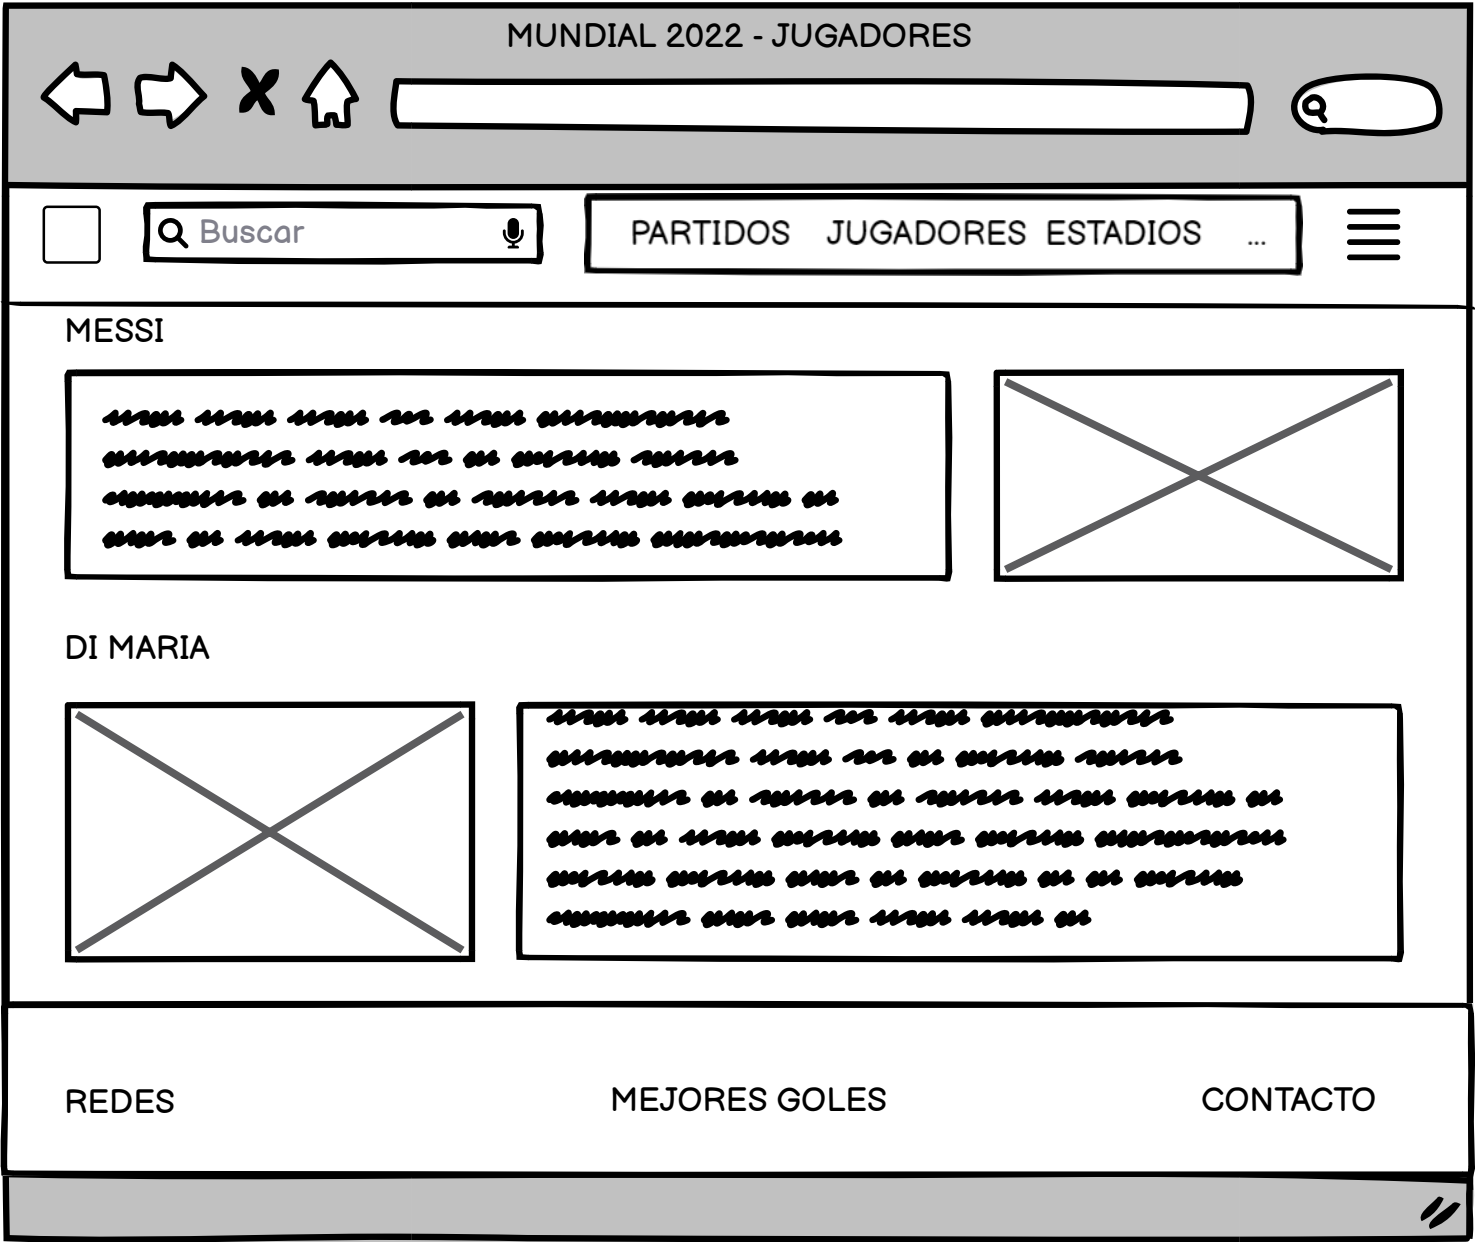 MUNDIAL 2022 - JUGADORES
Buscar
PARTIDOS JUGADORES ESTADIOS ...
MESSI
DI MARIA
REDES MEJORES GOLES CONTACTO